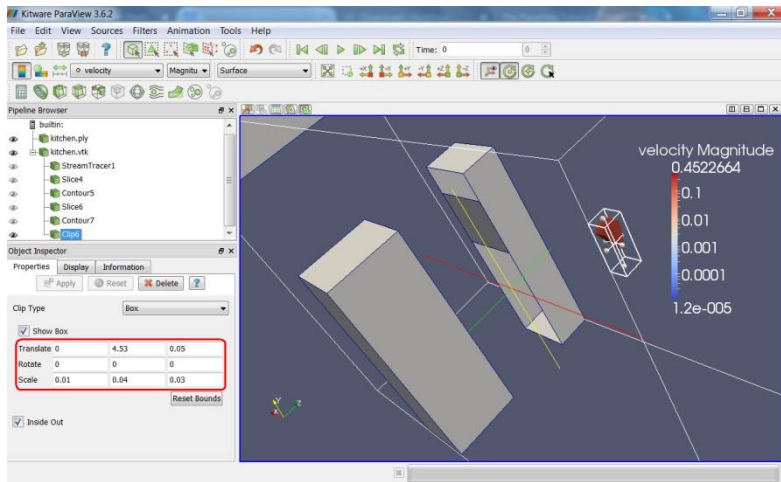 Kitware ParaView 3.6.2
File Edit View Sources Filters Animation Tools Help
Time: 0 0
velocity Magnitu Surface
Pipeline Browser
builtin:
kitchen.ply
kitchen.vtk
StreamTracer1
Slice4
Contour5
Slice6
Contour7
Clip6
Object Inspector
Properties Display Information
Apply Reset Delete ?
Clip Type Box
Show Box
Translate 0 4.53 0.05
Rotate 0 0 0
Scale 0.01 0.04 0.03
Reset Bounds
Inside Out
velocity Magnitude
0.4522664
0.1
0.01
0.001
0.0001
1.2e-005